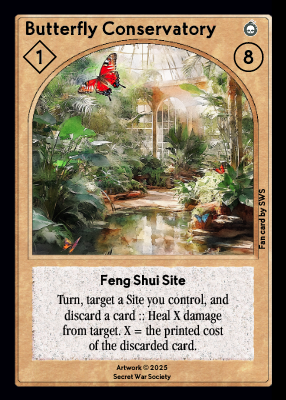 Butterfly Conservatory
1
8
Fan card by SWS
Feng Shui Site
Turn, target a Site you control, and
discard a card :: Heal X damage
from target. X = the printed cost
of the discarded card.
Artwork © 2025
Secret War Society